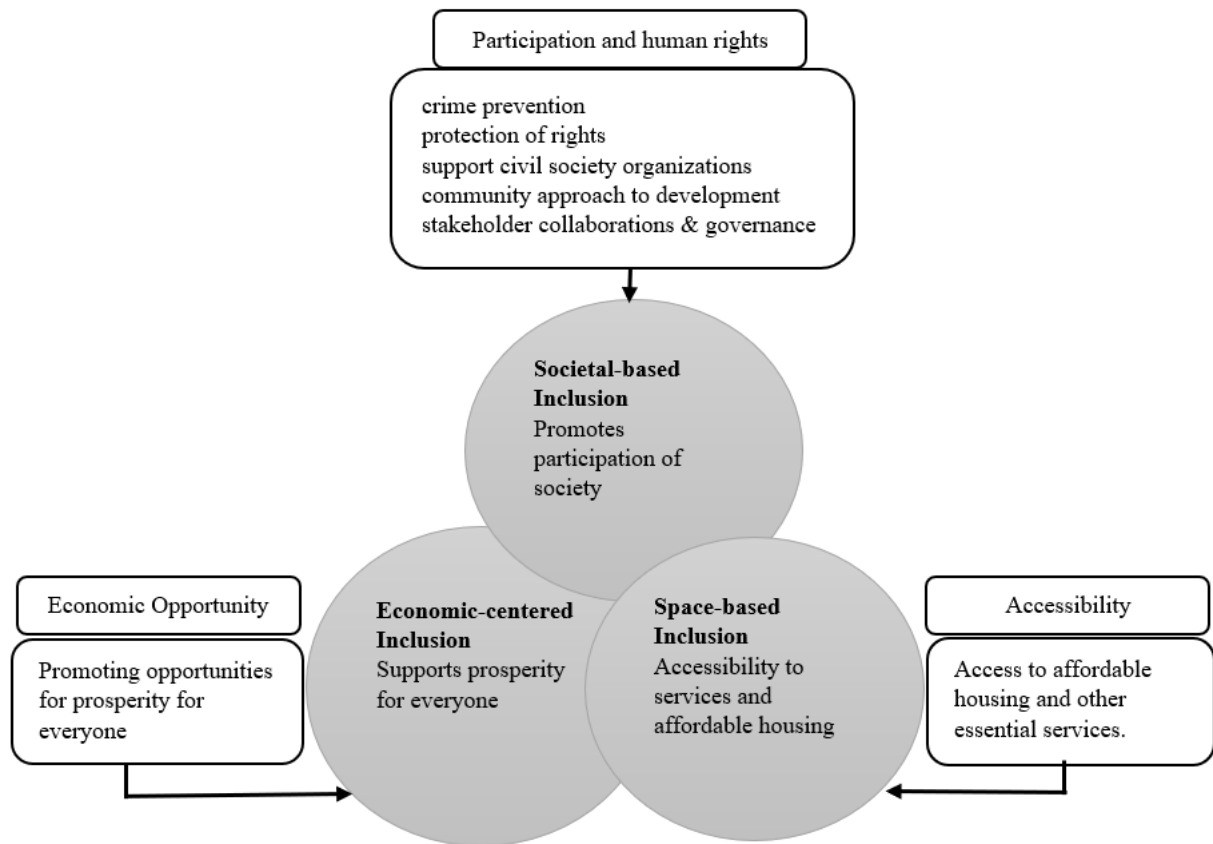 Participation and human rights
crime prevention
protection of rights
support civil society organizations
community approach to development
stakeholder collaborations & governance
Societal-based
Inclusion
Promotes
participation of
society
Economic Opportunity
Promoting opportunities
for prosperity for
everyone
Economic-centered
Inclusion
Supports prosperity
for everyone
Space-based
Inclusion
Accessibility to
services and
affordable housing
Accessibility
Access to affordable
housing and other
essential services.